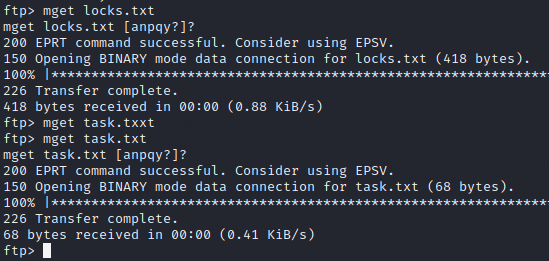 ftp> mget locks.txt
mget locks.txt [anpqy?]?
200 EPRT command successful. Consider using EPSV.
150 Opening BINARY mode data connection for locks.txt (418 bytes).
100% |***********************************************************
226 Transfer complete.
418 bytes received in 00:00 (0.88 KiB/s)
ftp> mget task.txxt
ftp> mget task.txt
mget task.txt [anpqy?]?
200 EPRT command successful. Consider using EPSV.
150 Opening BINARY mode data connection for task.txt (68 bytes).
100% |***********************************************************
226 Transfer complete.
68 bytes received in 00:00 (0.41 KiB/s)
ftp>